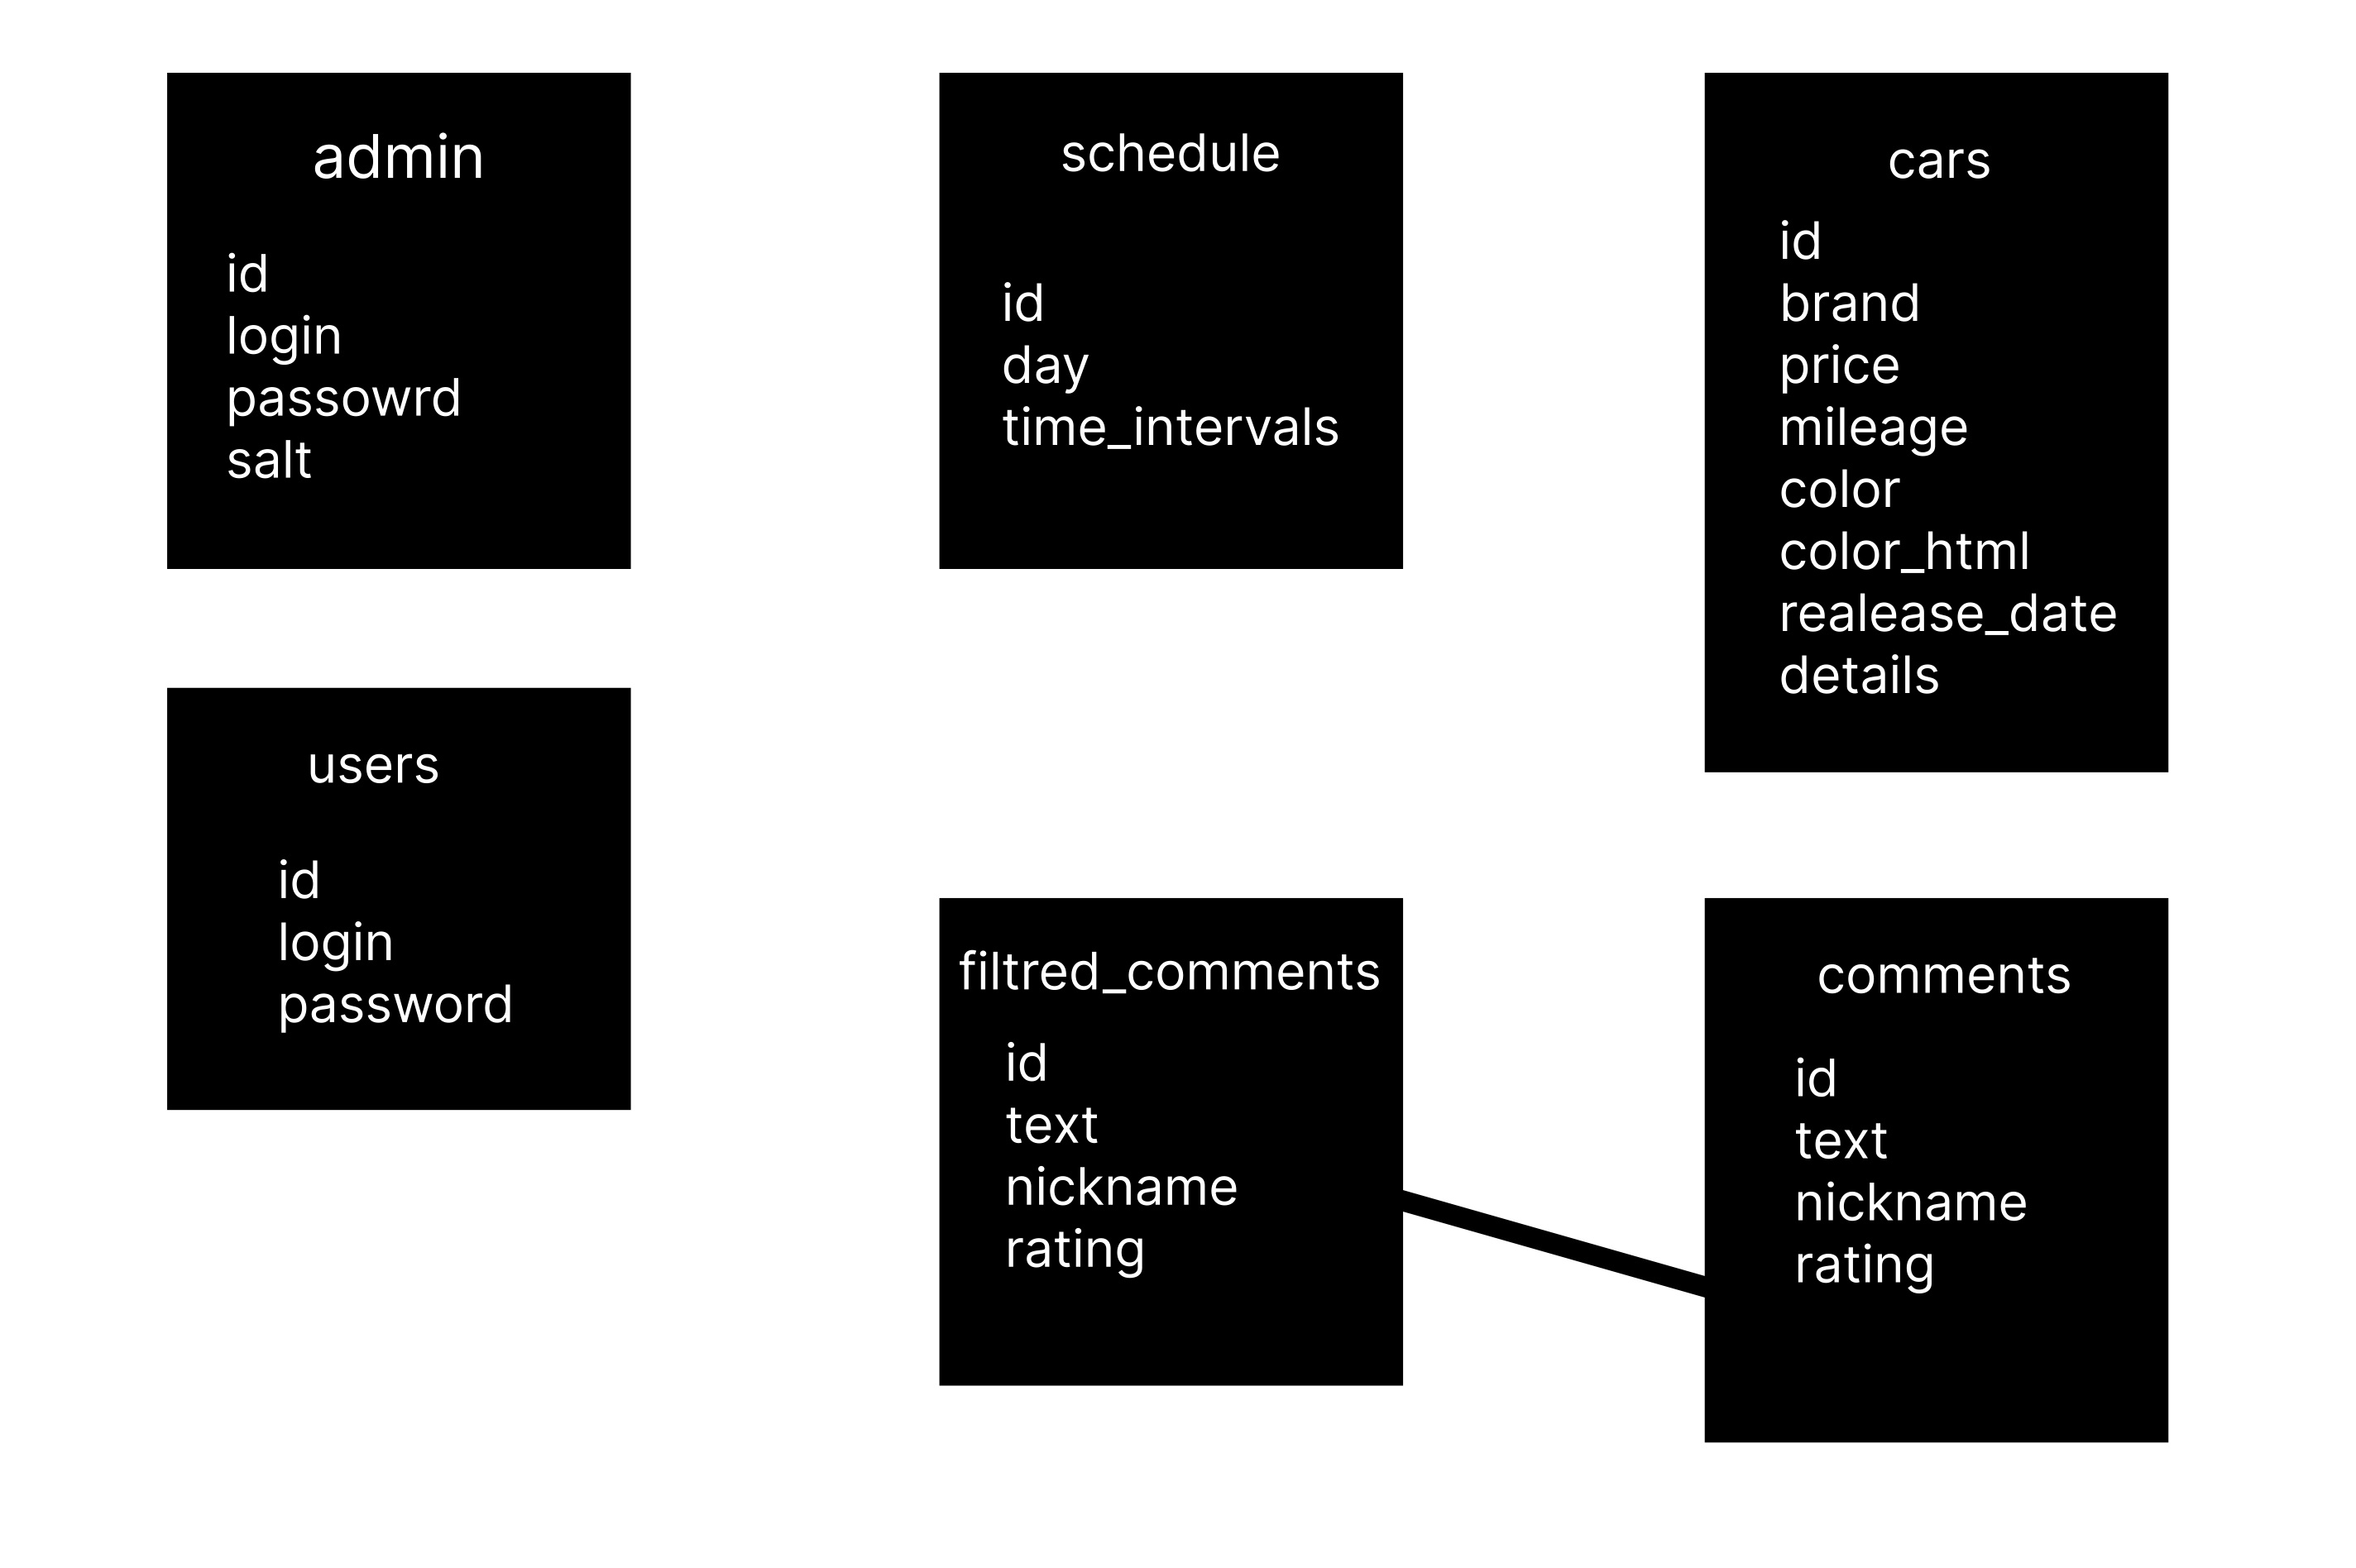 admin
id
login
passowrd
salt
schedule
id
day
time_intervals
cars
id
brand
price
mileage
color
color_html
realease_date
details
users
id
login
password
filtred_comments
id
text
nickname
rating
comments
id
text
nickname
rating